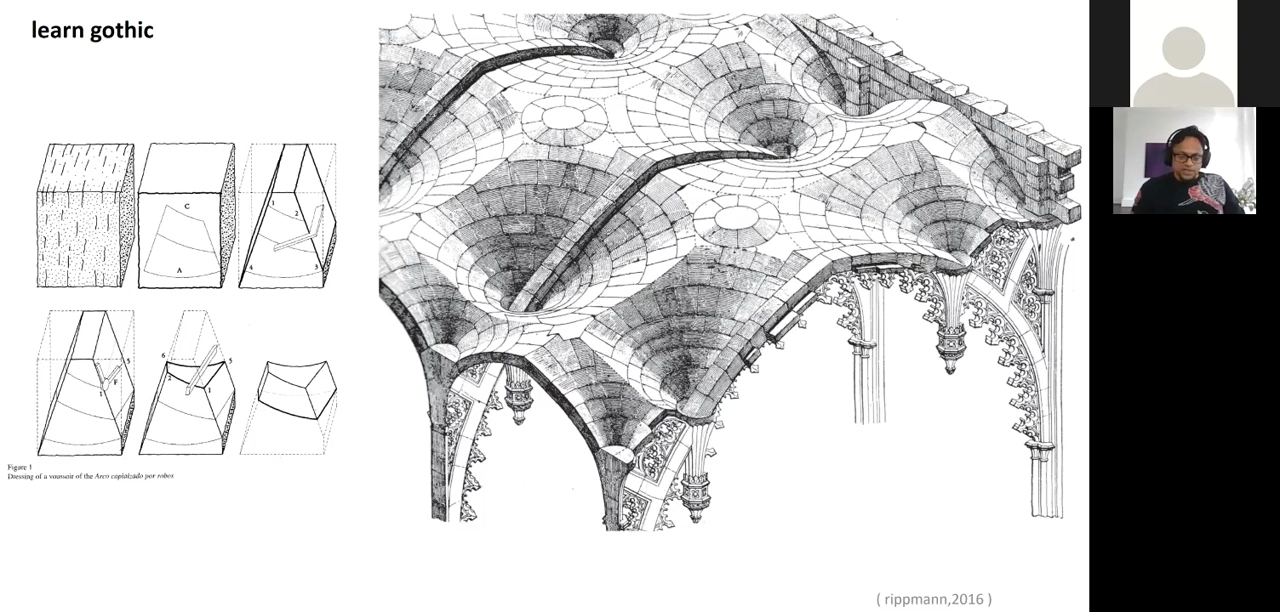 learn gothic
C
A
1
2
4
3
5
F
1
6
5
2
1
Figure 1
Dressing of a voussoir of the Arco capialzado por robos
( rippmann,2016 )